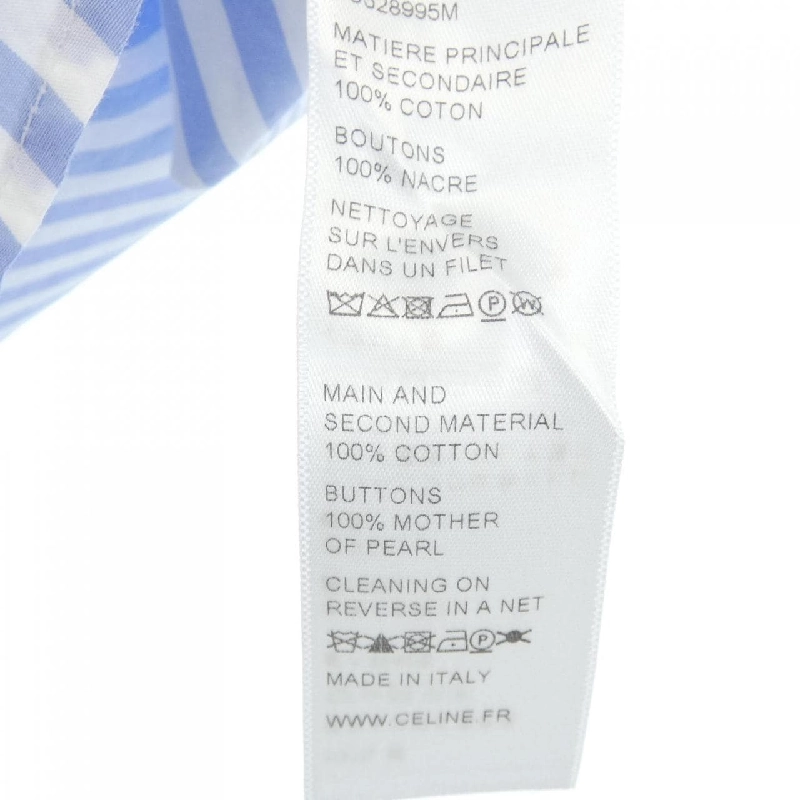 28995M
MATIERE PRINCIPALE
ET SECONDAIRE
100% COTON
BOUTONS
100% NACRE
NETTOYAGE
SUR L'ENVERS
DANS UN FILET
P W
MAIN AND
SECOND MATERIAL
100% COTTON
BUTTONS
100% MOTHER
OF PEARL
CLEANING ON
REVERSE IN A NET
P
MADE IN ITALY
WWW.CELINE.FR